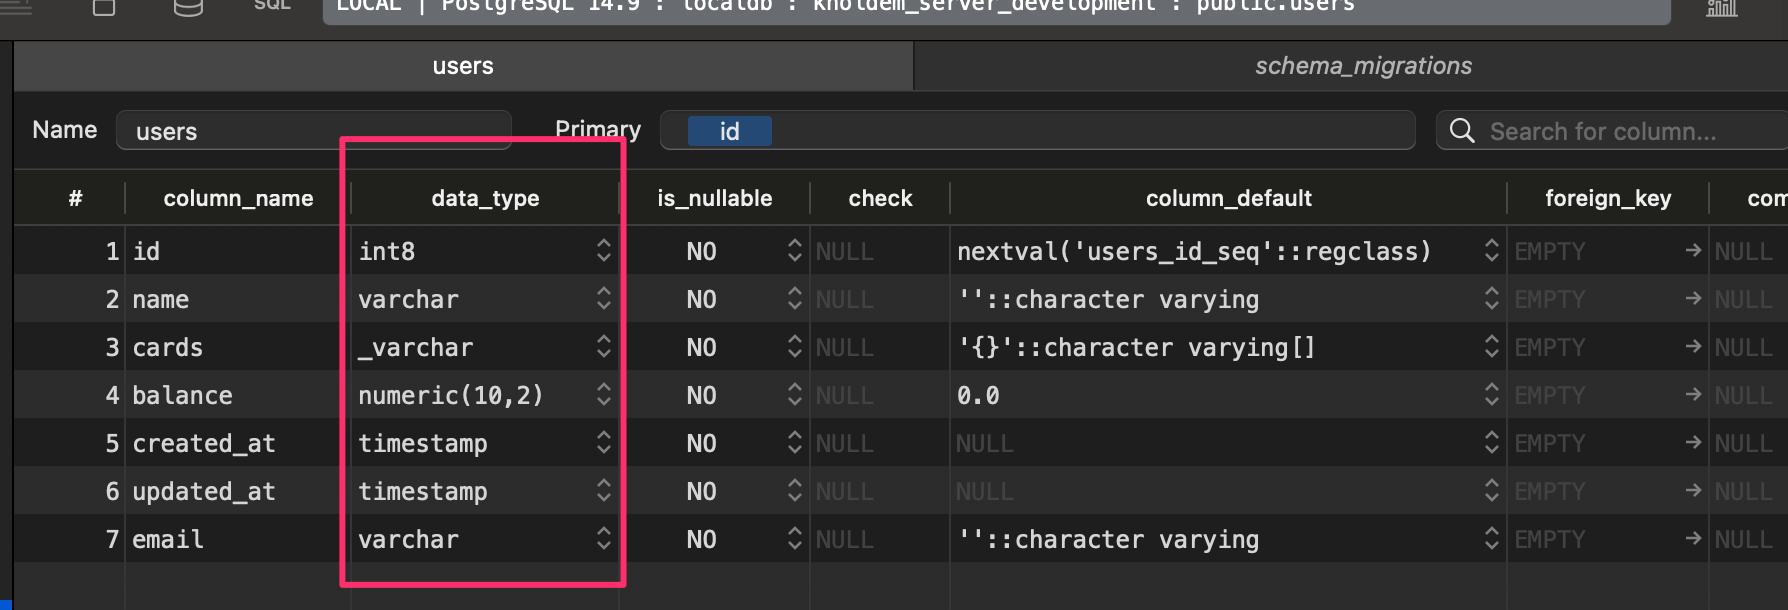 SQL LOCAL | PostgreSQL 14.9 : localdb : kholdem_server_development : public.users
users schema_migrations
Name users Primary id Search for column...
# column_name data_type is_nullable check column_default foreign_key com
1 id int8 NO NULL nextval('users_id_seq'::regclass) EMPTY → NULL
2 name varchar NO NULL ''::character varying EMPTY → NULL
3 cards _varchar NO NULL '{}'::character varying[] EMPTY → NULL
4 balance numeric(10,2) NO NULL 0.0 EMPTY → NULL
5 created_at timestamp NO NULL NULL EMPTY → NULL
6 updated_at timestamp NO NULL NULL EMPTY → NULL
7 email varchar NO NULL ''::character varying EMPTY → NULL